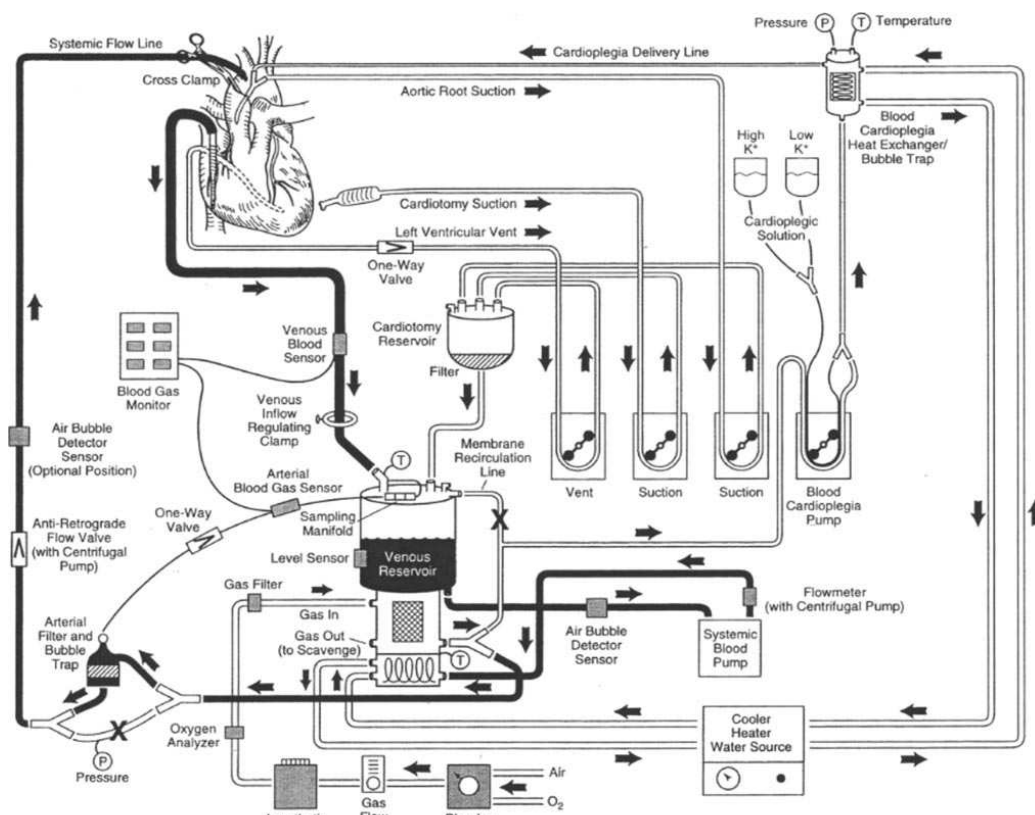 Pressure
P
T
Temperature
Systemic Flow Line
Cardioplegia Delivery Line
Cross Clamp
Aortic Root Suction
Blood
Cardioplegia
Heat Exchanger/
Bubble Trap
High
K+
Low
K+
Cardiotomy Suction
Cardioplegic
Solution
Left Ventricular Vent
One-Way
Valve
Venous
Blood
Sensor
Cardiotomy
Reservoir
Filter
Blood Gas
Monitor
Venous
Inflow
Regulating
Clamp
Air Bubble
Detector
Sensor
(Optional Position)
T
Membrane
Recirculation
Line
Arterial
Blood Gas Sensor
Vent
Suction
Suction
Blood
Cardioplegia
Pump
One-Way
Valve
Sampling
Manifold
X
Anti-Retrograde
Flow Valve
(with Centrifugal
Pump)
Level Sensor
Venous
Reservoir
Gas Filter
Gas In
Flowmeter
(with Centrifugal Pump)
Arterial
Filter and
Bubble
Trap
Gas Out
(to Scavenge)
T
Air Bubble
Detector
Sensor
Systemic
Blood
Pump
X
P
Pressure
Oxygen
Analyzer
Cooler
Heater
Water Source
Gas
Air
O2